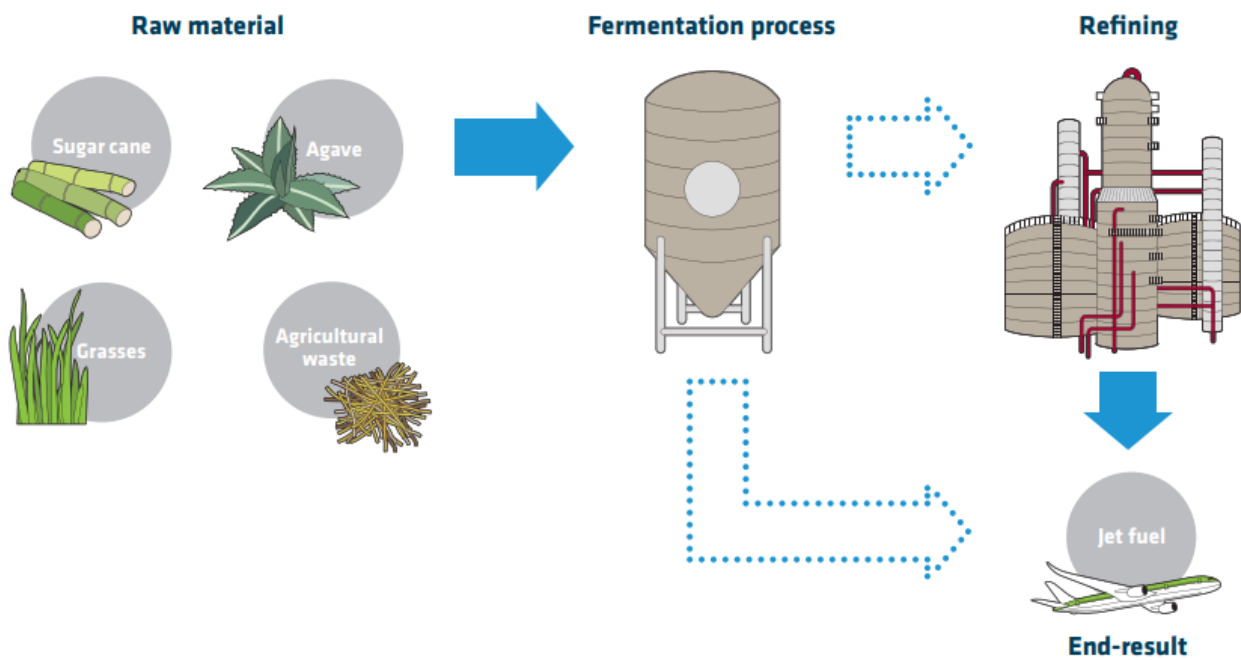 Raw material
Fermentation process
Refining
Sugar cane
Agave
Grasses
Agricultural
waste
Jet fuel
End-result